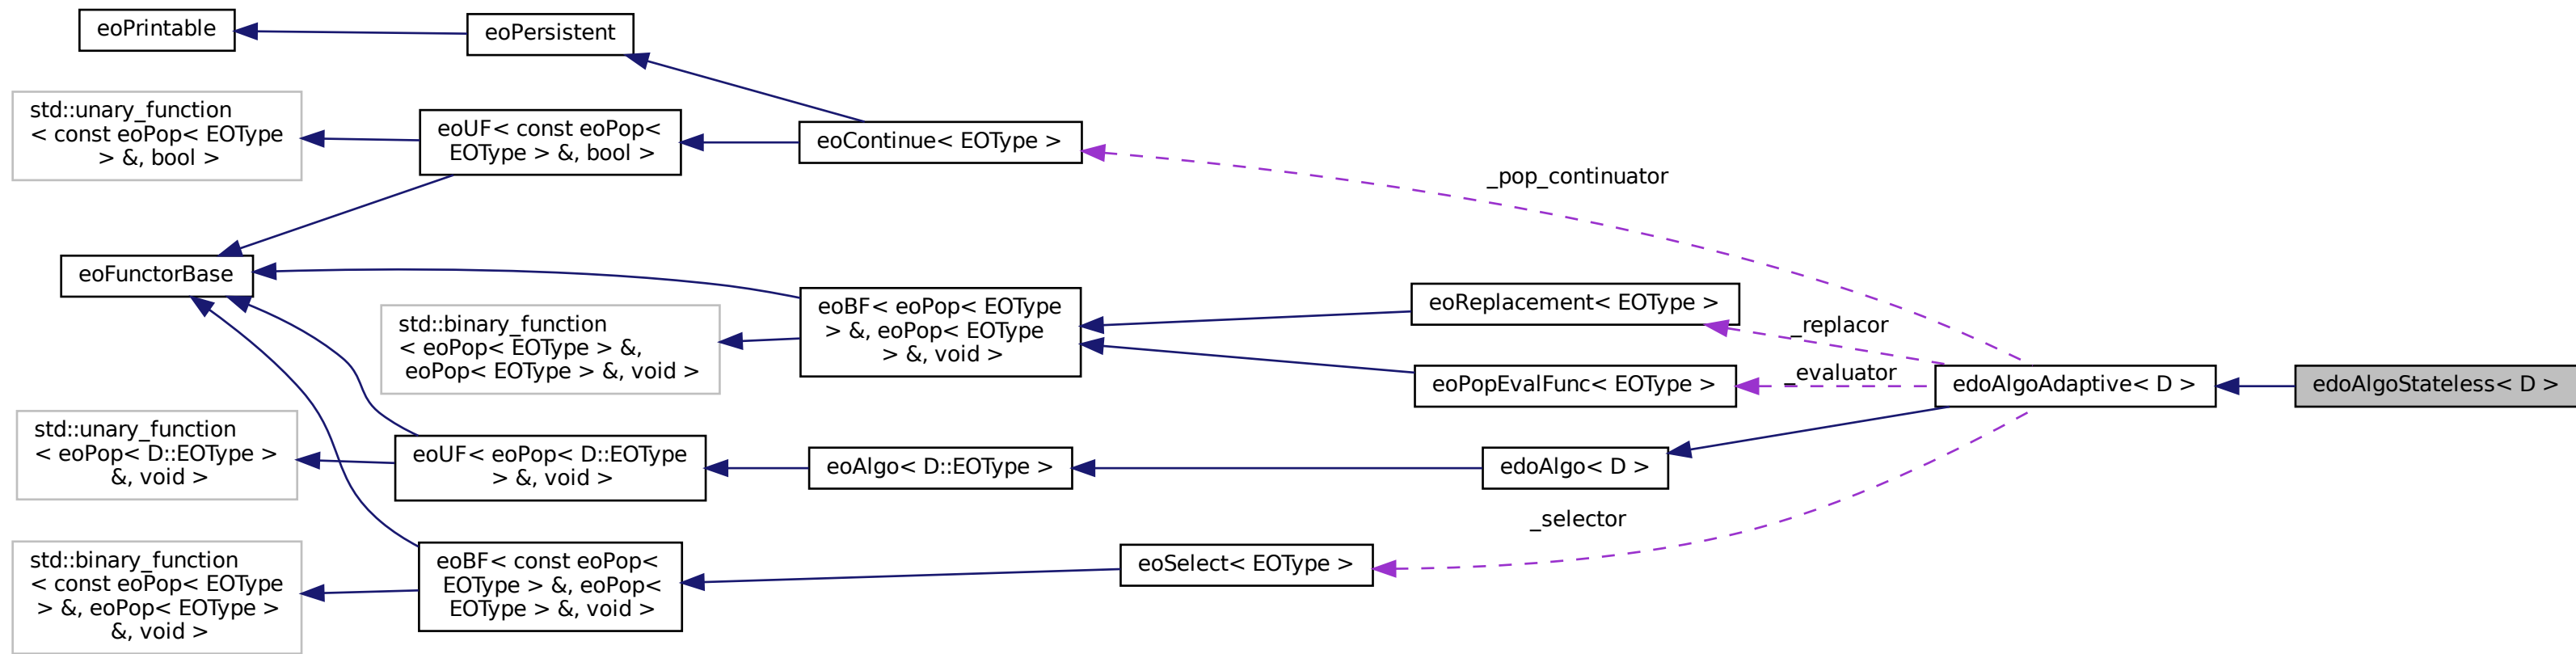 eoPrintable
eoPersistent
std::unary_function
< const eoPop< EOType
> &, bool >
eoUF< const eoPop<
EOType > &, bool >
eoContinue< EOType >
_pop_continuator
eoFunctorBase
std::binary_function
< eoPop< EOType > &,
eoPop< EOType > &, void >
eoBF< eoPop< EOType
> &, eoPop< EOType
> &, void >
eoReplacement< EOType >
_replacor
eoPopEvalFunc< EOType >
_evaluator
edoAlgoAdaptive< D >
edoAlgoStateless< D >
std::unary_function
< eoPop< D::EOType >
&, void >
eoUF< eoPop< D::EOType
> &, void >
eoAlgo< D::EOType >
edoAlgo< D >
_selector
std::binary_function
< const eoPop< EOType
> &, eoPop< EOType >
&, void >
eoBF< const eoPop<
EOType > &, eoPop<
EOType > &, void >
eoSelect< EOType >